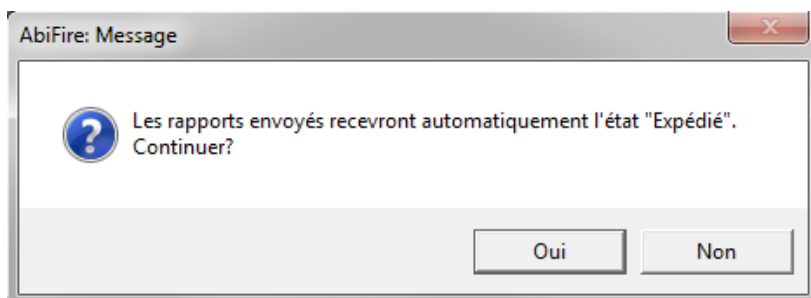 AbiFire: Message
Les rapports envoyés recevront automatiquement l'état "Expédié".
Continuer?
Oui
Non